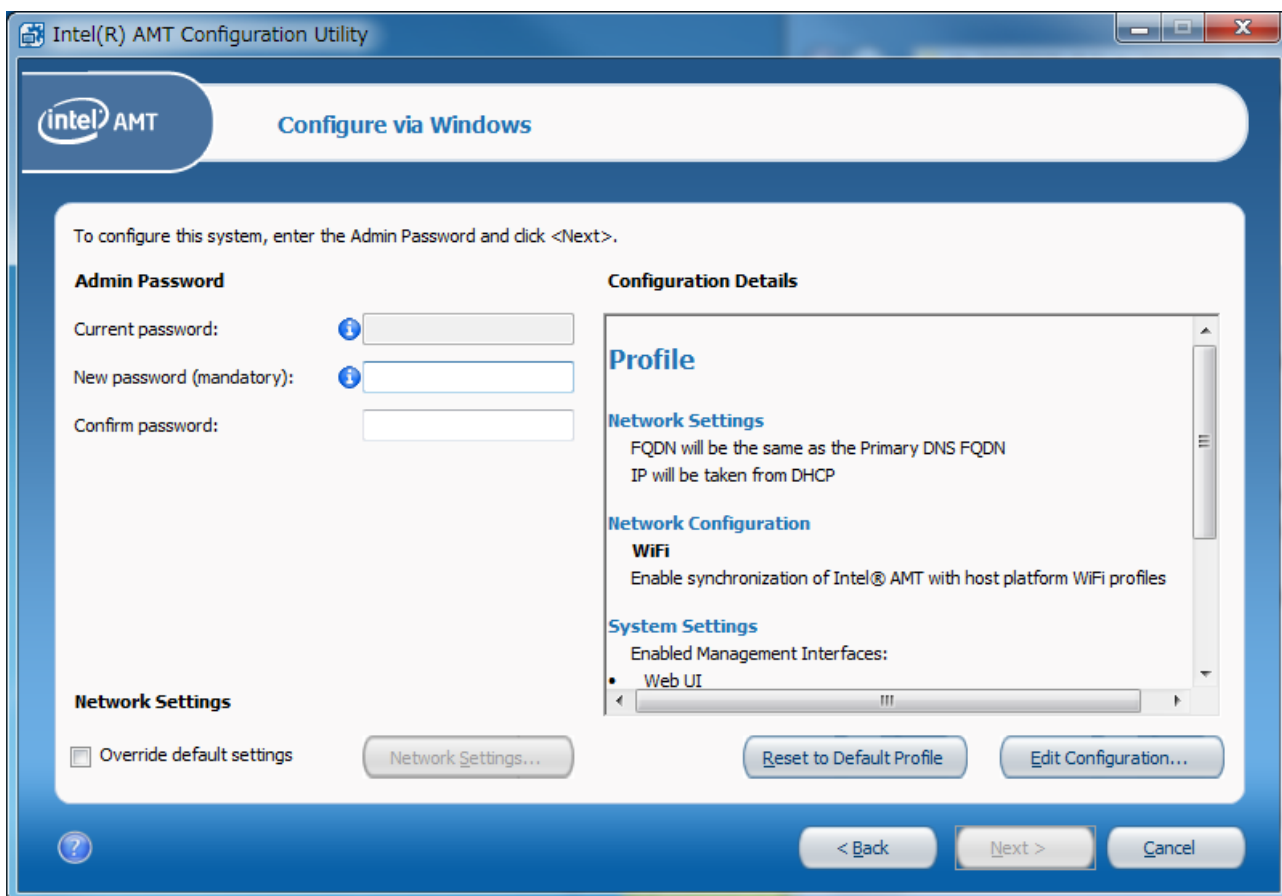 Intel(R) AMT Configuration Utility
intel AMT
Configure via Windows
To configure this system, enter the Admin Password and click <Next>.
Admin Password
Current password:
New password (mandatory):
Confirm password:
Configuration Details
Profile
Network Settings
FQDN will be the same as the Primary DNS FQDN
IP will be taken from DHCP
Network Configuration
WiFi
Enable synchronization of Intel® AMT with host platform WiFi profiles
System Settings
Enabled Management Interfaces:
• Web UI
Network Settings
Override default settings
Network Settings...
Reset to Default Profile
Edit Configuration...
?
< Back
Next >
Cancel